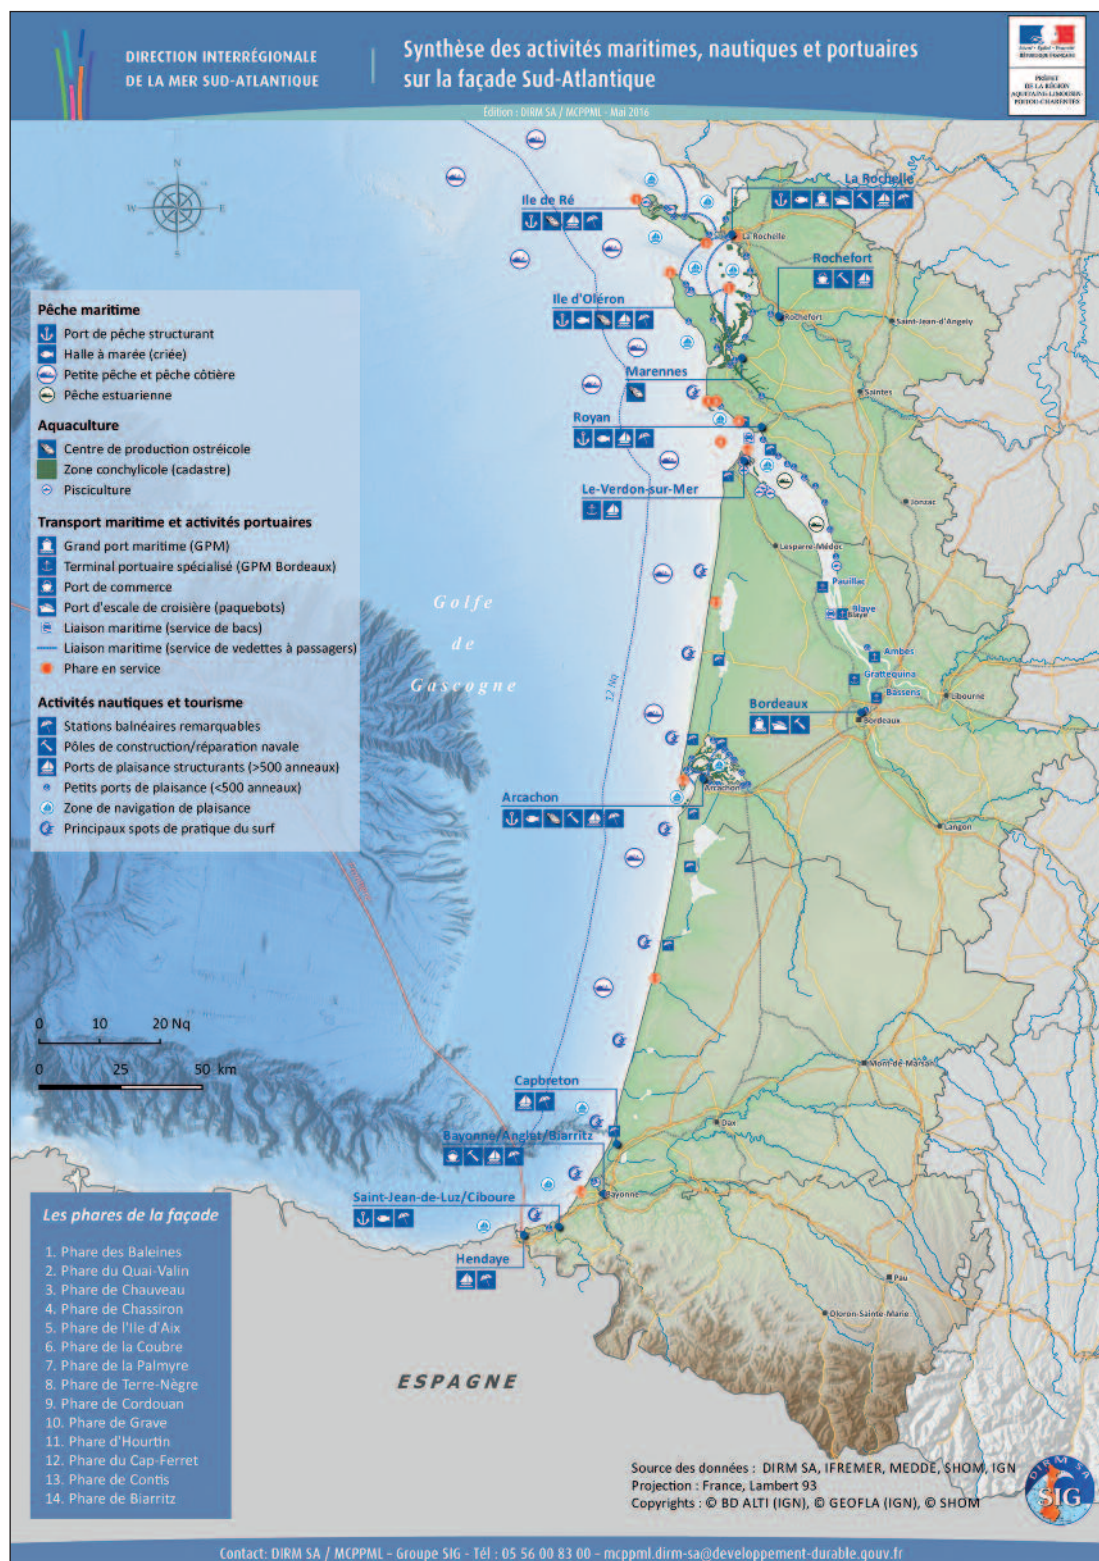 DIRECTION INTERRÉGIONALE
DE LA MER SUD-ATLANTIQUE
Synthèse des activités maritimes, nautiques et portuaires
sur la façade Sud-Atlantique
Édition : DIRM SA / MCPPML - Mai 2016
Liberté • Égalité • Fraternité
RÉPUBLIQUE FRANÇAISE
PRÉFET
DE LA RÉGION
AQUITAINE-LIMOUSIN-
POITOU-CHARENTES
N
W
E
S
Pêche maritime
Port de pêche structurant
Halle à marée (criée)
Petite pêche et pêche côtière
Pêche estuarienne
Aquaculture
Centre de production ostréicole
Zone conchylicole (cadastre)
Pisciculture
Transport maritime et activités portuaires
Grand port maritime (GPM)
Terminal portuaire spécialisé (GPM Bordeaux)
Port de commerce
Port d'escale de croisière (paquebots)
Liaison maritime (service de bacs)
Liaison maritime (service de vedettes à passagers)
Phare en service
Activités nautiques et tourisme
Stations balnéaires remarquables
Pôles de construction/réparation navale
Ports de plaisance structurants (>500 anneaux)
Petits ports de plaisance (<500 anneaux)
Zone de navigation de plaisance
Principaux spots de pratique du surf
La Rochelle
Ile de Ré
La Rochelle
Rochefort
Ile d'Oléron
Rochefort
Saint-Jean-d'Angely
Marennes
Saintes
Royan
Le-Verdon-sur-Mer
Jonzac
Lesparre-Médoc
Pauillac
Blaye
Blaye
Golfe
de
Gascogne
12 Nq
Ambes
Grattequina
Bassens
Libourne
Bordeaux
Bordeaux
Arcachon
Arcachon
Langon
0 10 20 Nq
0 25 50 km
Mont-de-Marsan
Capbreton
Dax
Bayonne/Anglet/Biarritz
Bayonne
Saint-Jean-de-Luz/Ciboure
Hendaye
Pau
Oloron-Sainte-Marie
ESPAGNE
Les phares de la façade
1. Phare des Baleines
2. Phare du Quai-Valin
3. Phare de Chauveau
4. Phare de Chassiron
5. Phare de l'Ile d'Aix
6. Phare de la Coubre
7. Phare de la Palmyre
8. Phare de Terre-Nègre
9. Phare de Cordouan
10. Phare de Grave
11. Phare d'Hourtin
12. Phare du Cap-Ferret
13. Phare de Contis
14. Phare de Biarritz
Source des données : DIRM SA, IFREMER, MEDDE, SHOM, IGN
Projection : France, Lambert 93
Copyrights : © BD ALTI (IGN), © GEOFLA (IGN), © SHOM
DIRM SA
SIG
Contact: DIRM SA / MCPPML - Groupe SIG - Tél : 05 56 00 83 00 - mcppml.dirm-sa@developpement-durable.gouv.fr